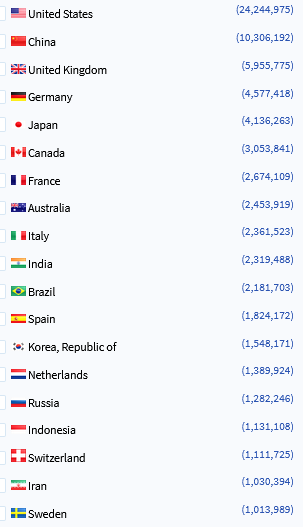 United States (24,244,975)
China (10,306,192)
United Kingdom (5,955,775)
Germany (4,577,418)
Japan (4,136,263)
Canada (3,053,841)
France (2,674,109)
Australia (2,453,919)
Italy (2,361,523)
India (2,319,488)
Brazil (2,181,703)
Spain (1,824,172)
Korea, Republic of (1,548,171)
Netherlands (1,389,924)
Russia (1,282,246)
Indonesia (1,131,108)
Switzerland (1,111,725)
Iran (1,030,394)
Sweden (1,013,989)